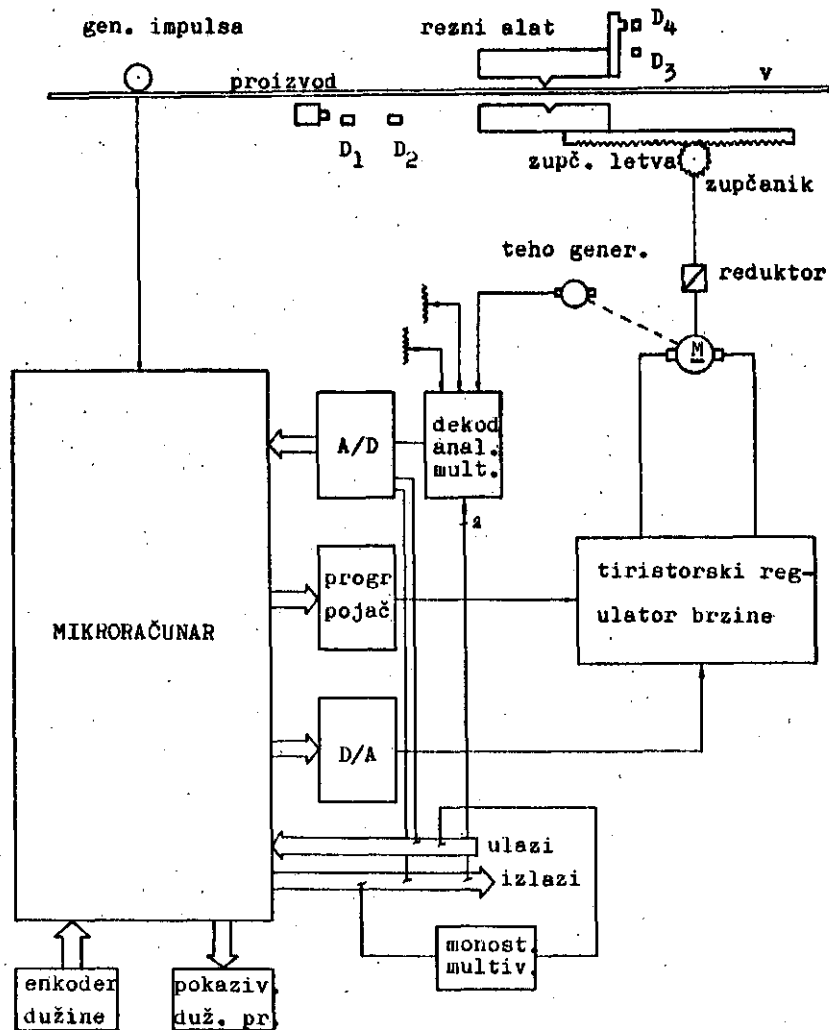 gen. impulsa
rezni alat
D4
D3
proizvod
v
D1
D2
zupč. letva
zupčanik
teho gener.
reduktor
M
A/D
dekod
anal.
mult.
2
progr
pojač
tiristorski reg-
ulator brzine
MIKRORAČUNAR
D/A
ulazi
izlazi
monost.
multiv.
enkoder
dužine
pokaziv.
duž. pr.